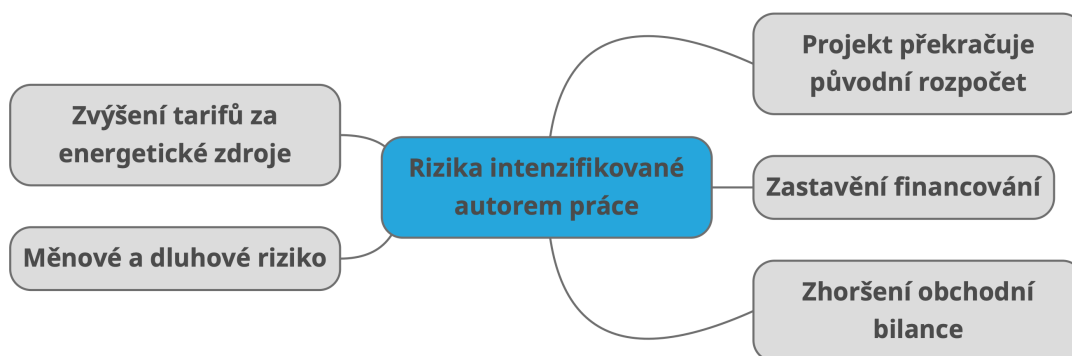 Zvýšení tarifů za
energetické zdroje
Měnové a dluhové riziko
Rizika intenzifikované
autorem práce
Projekt překračuje
původní rozpočet
Zastavění financování
Zhoršení obchodní
bilance